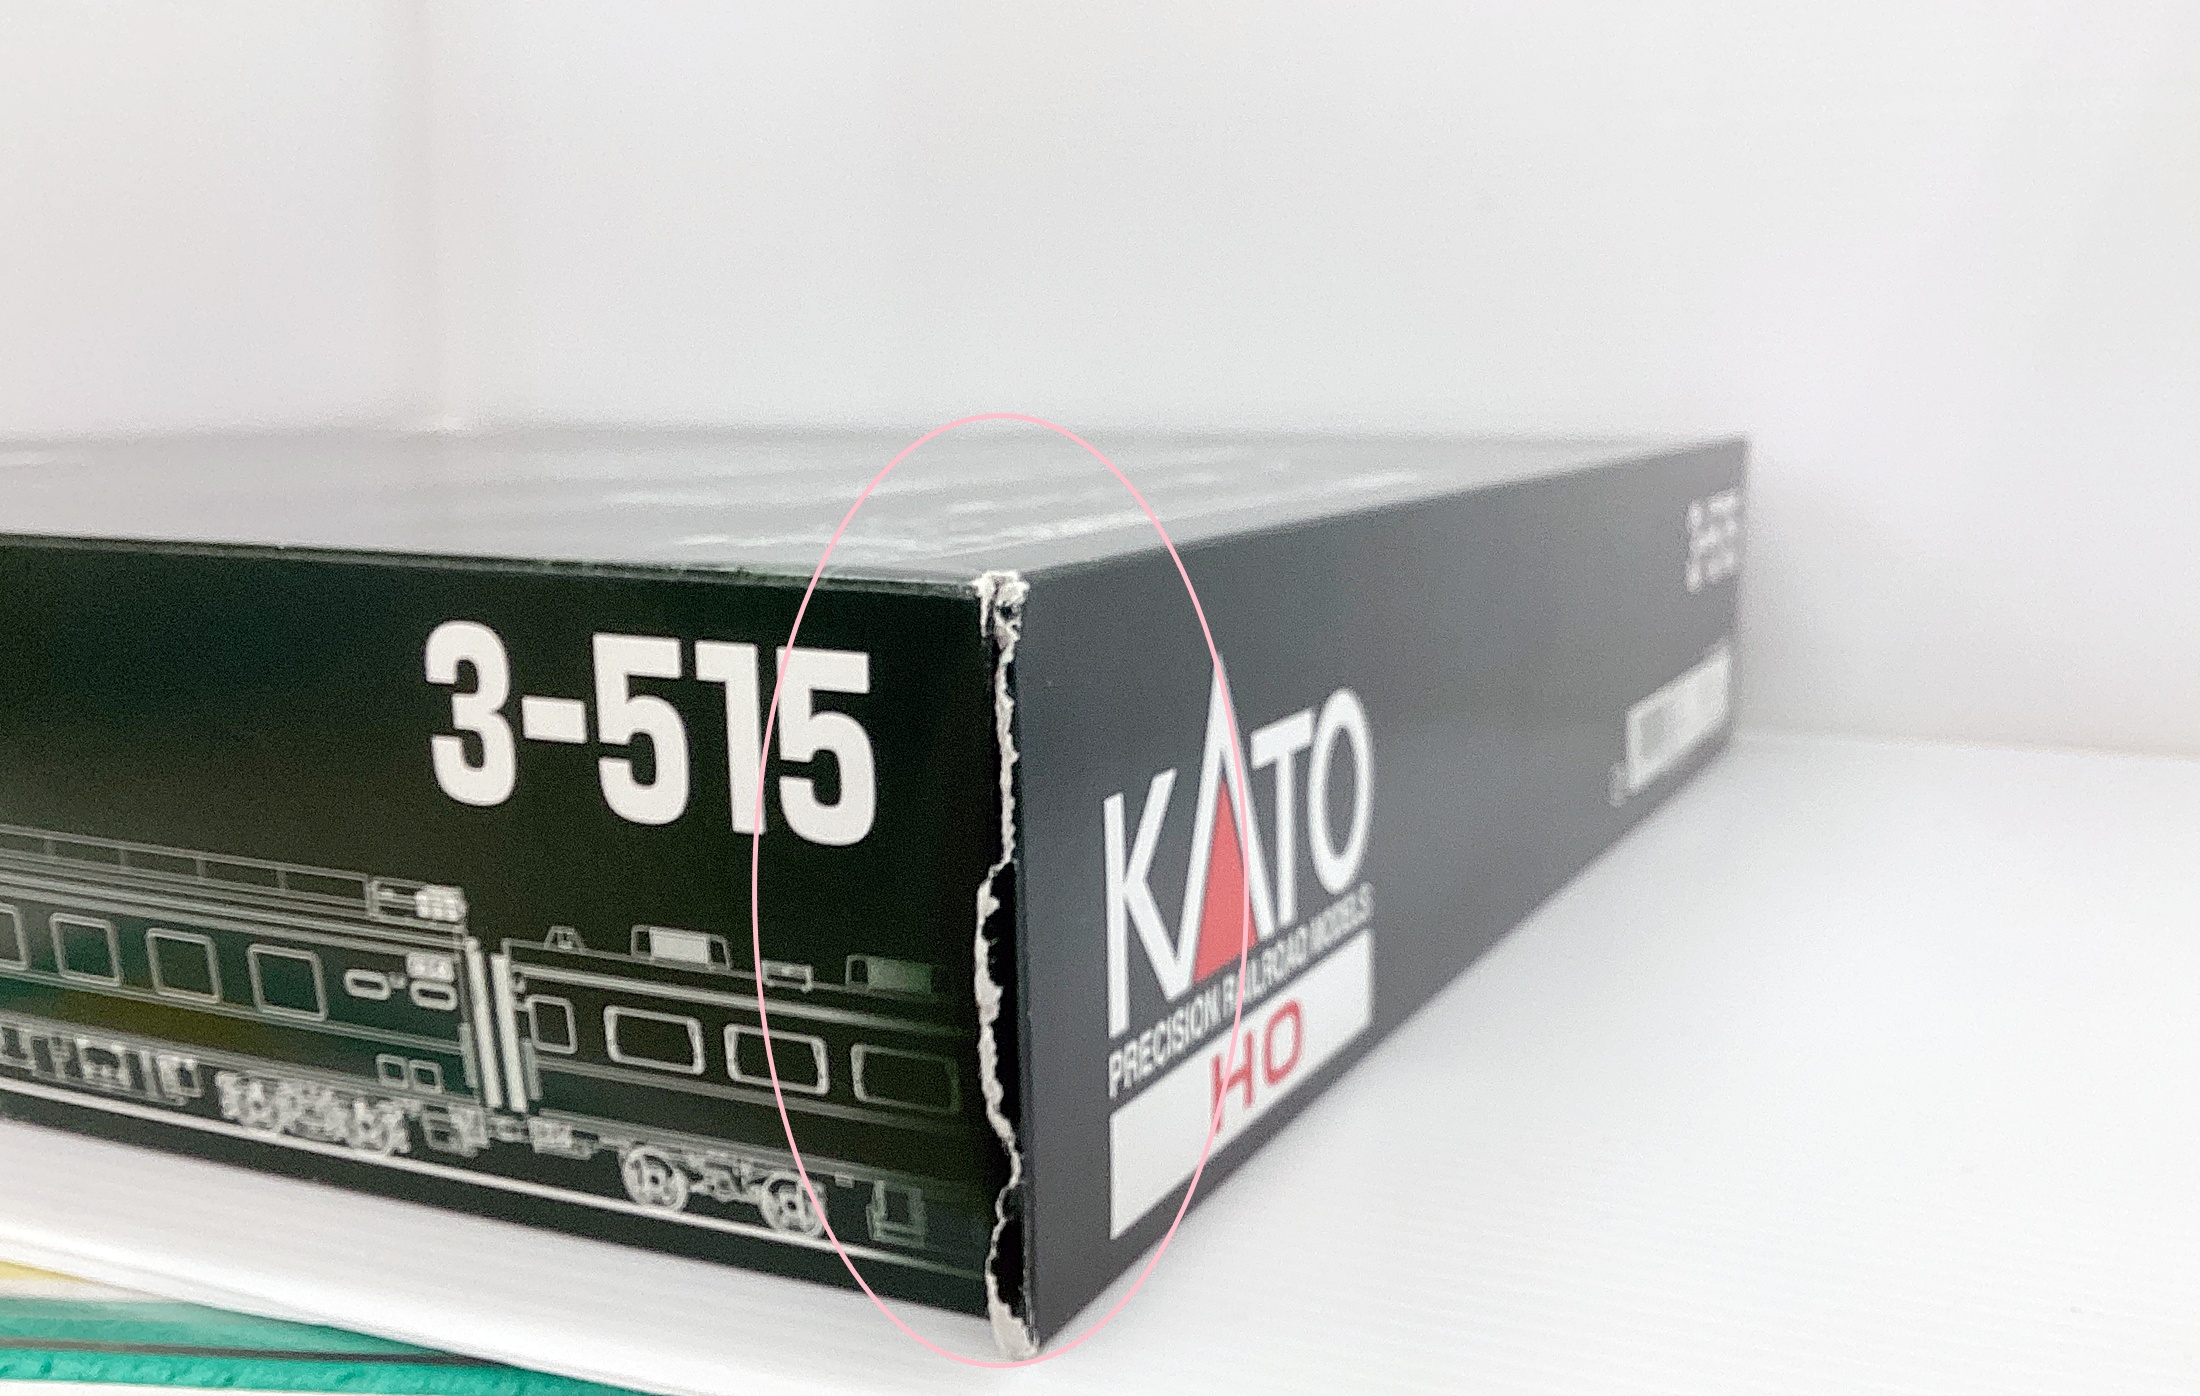 3-515
KATO
PRECISION RAILROAD MODELS
HO